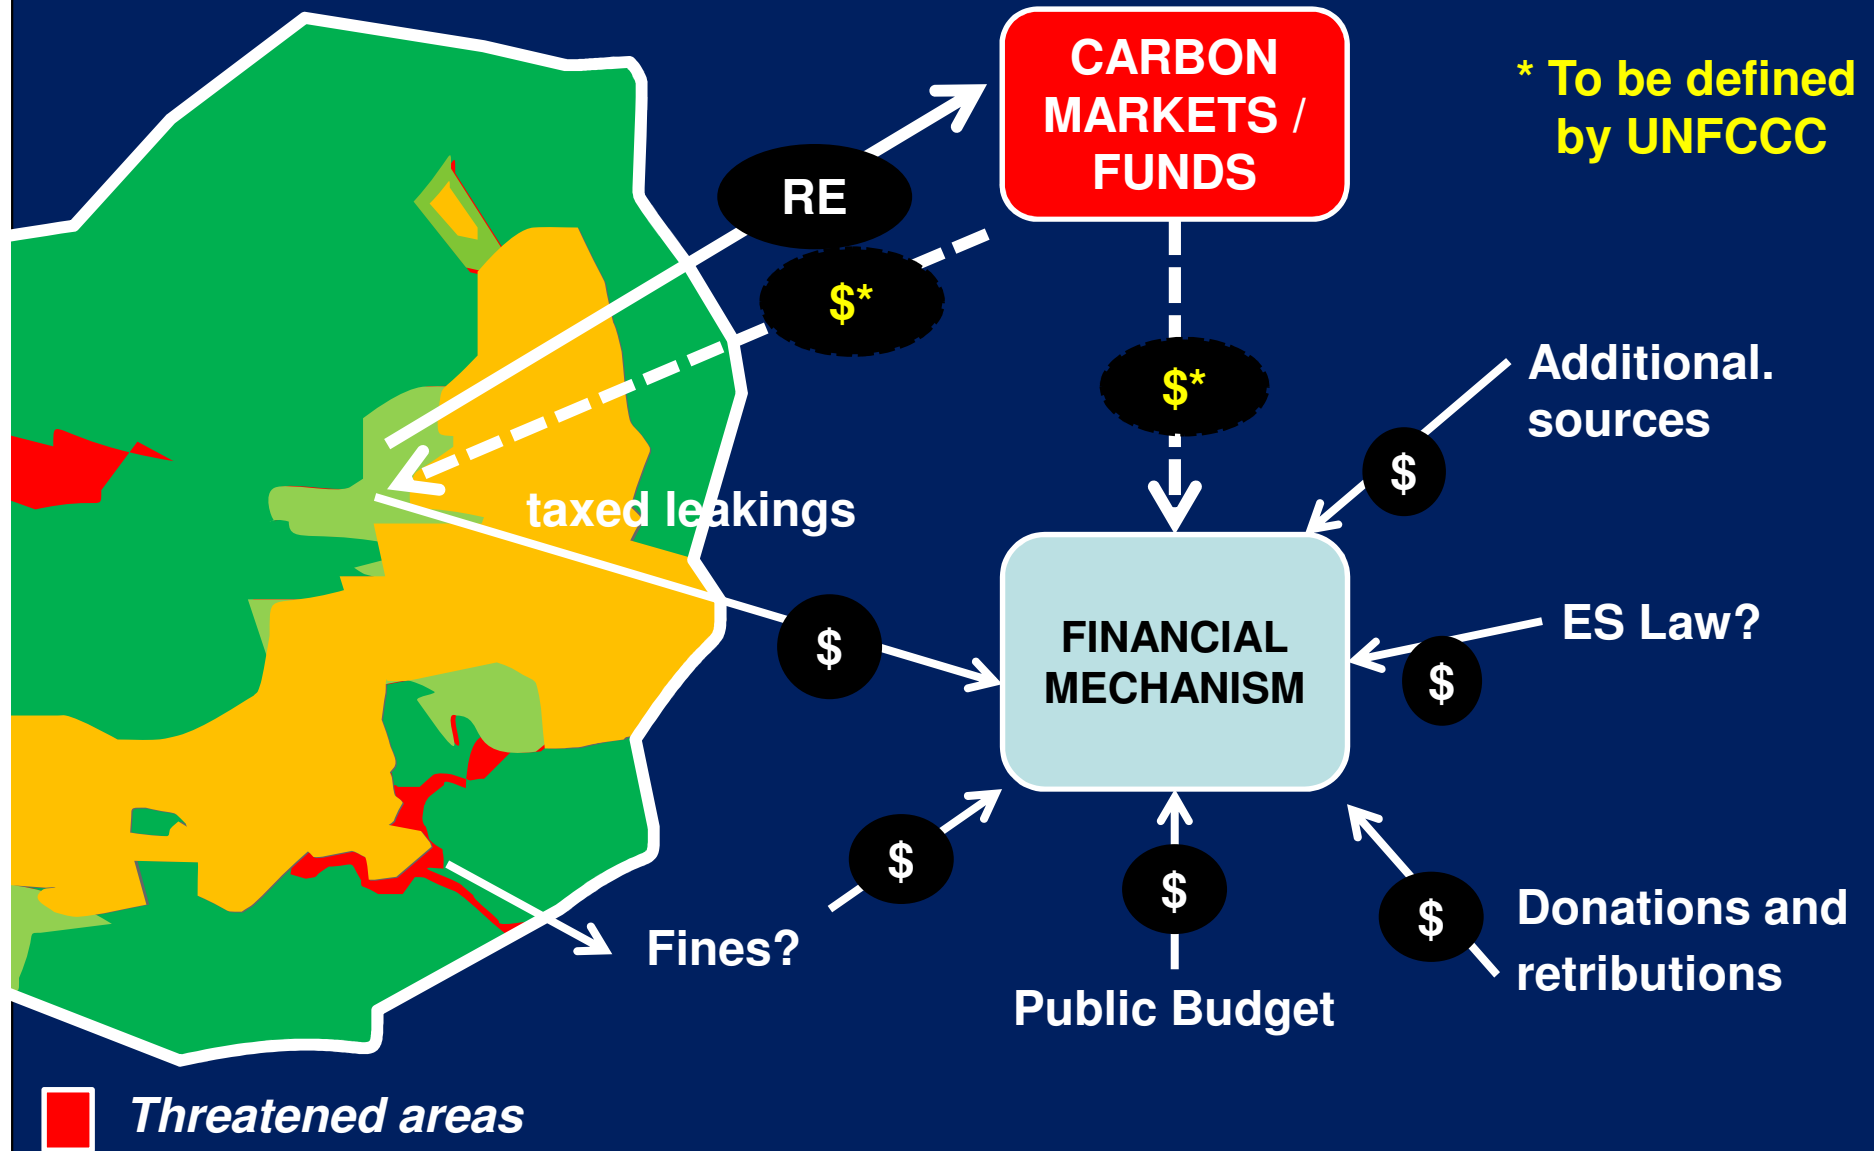 CARBON
MARKETS /
FUNDS
* To be defined
by UNFCCC
RE
$*
$*
Additional.
sources
$
taxed leakings
$
FINANCIAL
MECHANISM
ES Law?
$
$
$
$
Fines?
Donations and
retributions
Public Budget
Threatened areas